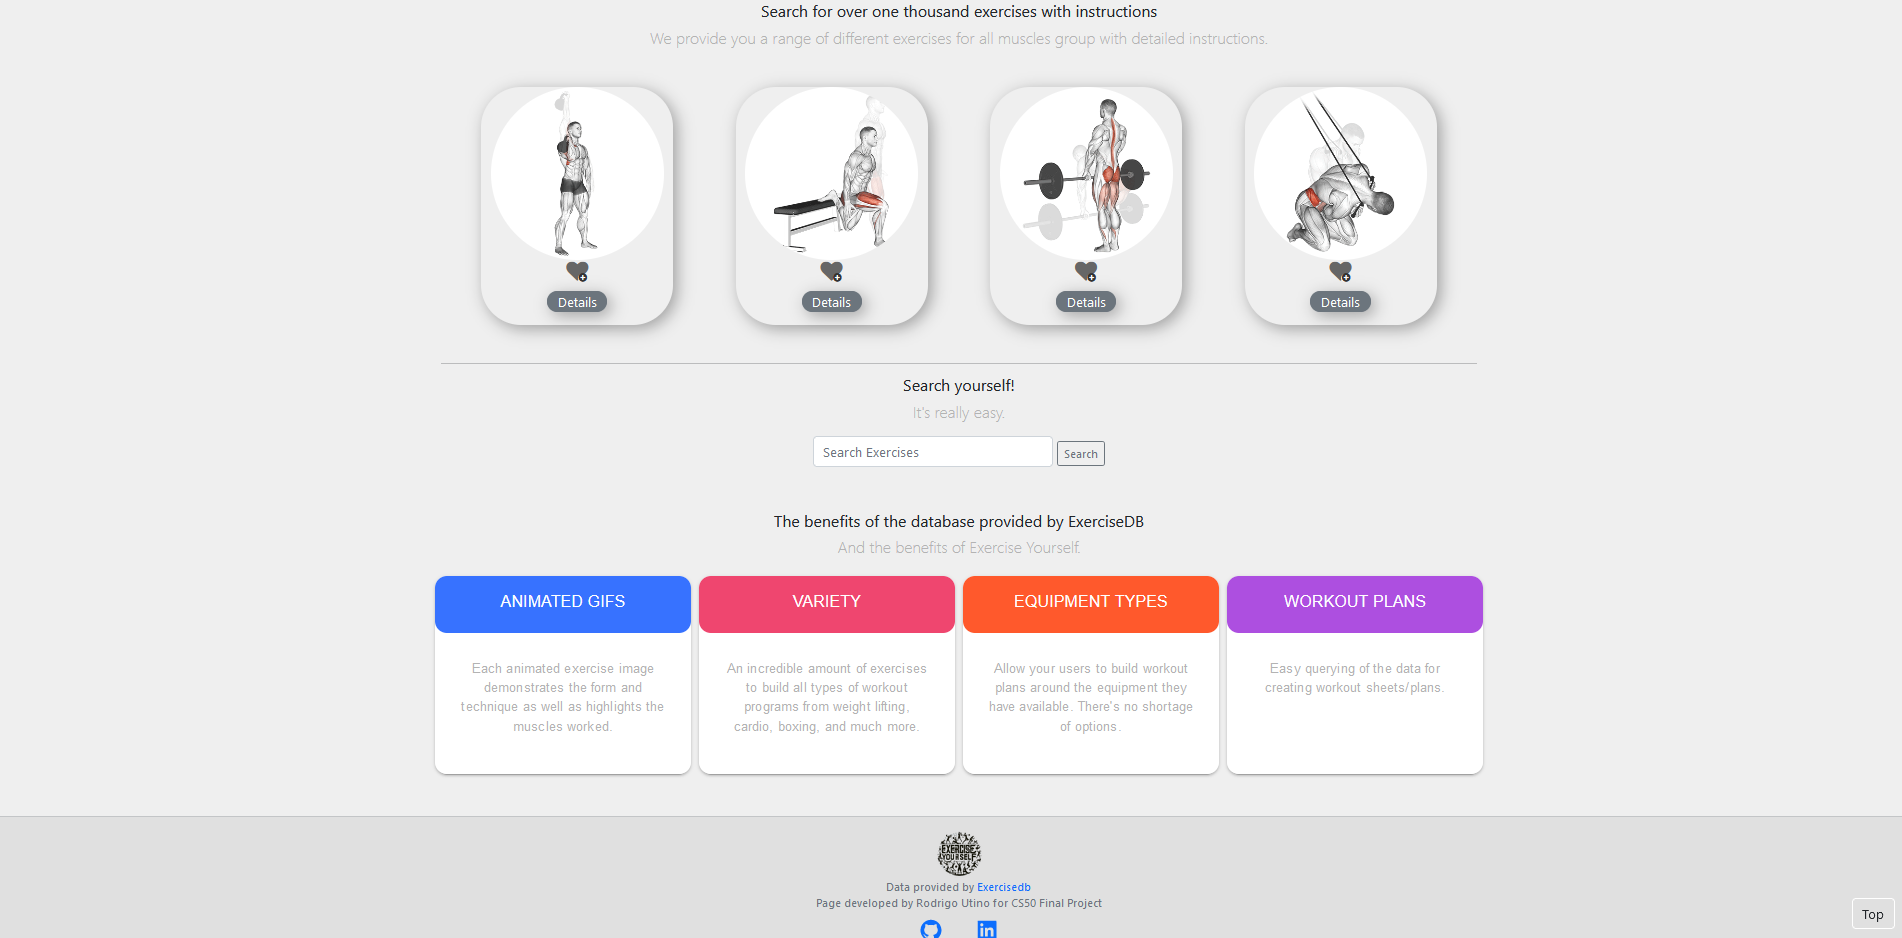 Search for over one thousand exercises with instructions
We provide you a range of different exercises for all muscles group with detailed instructions.
Details
Details
Details
Details
Search yourself!
It's really easy.
Search Exercises
Search
The benefits of the database provided by ExerciseDB
And the benefits of Exercise Yourself.
ANIMATED GIFS
Each animated exercise image
demonstrates the form and
technique as well as highlights the
muscles worked.
VARIETY
An incredible amount of exercises
to build all types of workout
programs from weight lifting,
cardio, boxing, and much more.
EQUIPMENT TYPES
Allow your users to build workout
plans around the equipment they
have available. There's no shortage
of options.
WORKOUT PLANS
Easy querying of the data for
creating workout sheets/plans.
EXERCISE
YOURSELF
Data provided by Exercisedb
Page developed by Rodrigo Utino for CS50 Final Project
in
Top